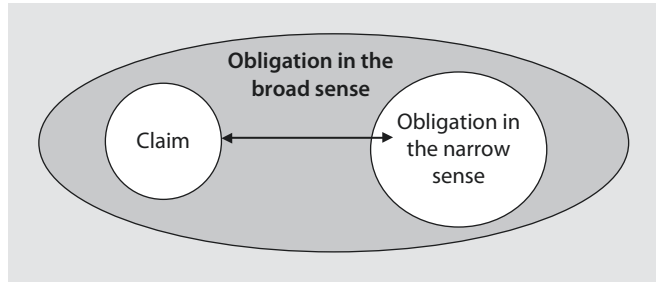 Obligation in the
broad sense
Claim
Obligation in
the narrow
sense